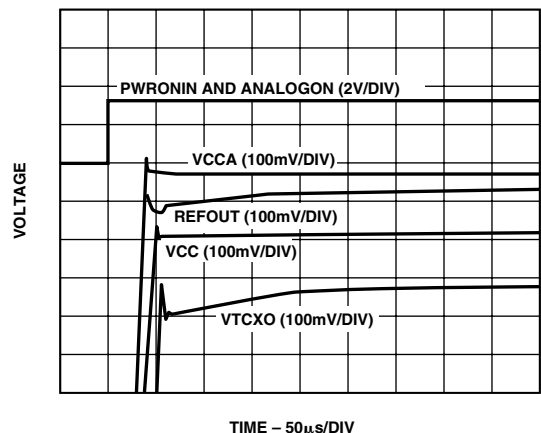 PWRONIN AND ANALOGON (2V/DIV)
VCCA (100mV/DIV)
REFOUT (100mV/DIV)
VCC (100mV/DIV)
VTCXO (100mV/DIV)
VOLTAGE
TIME – 50μs/DIV